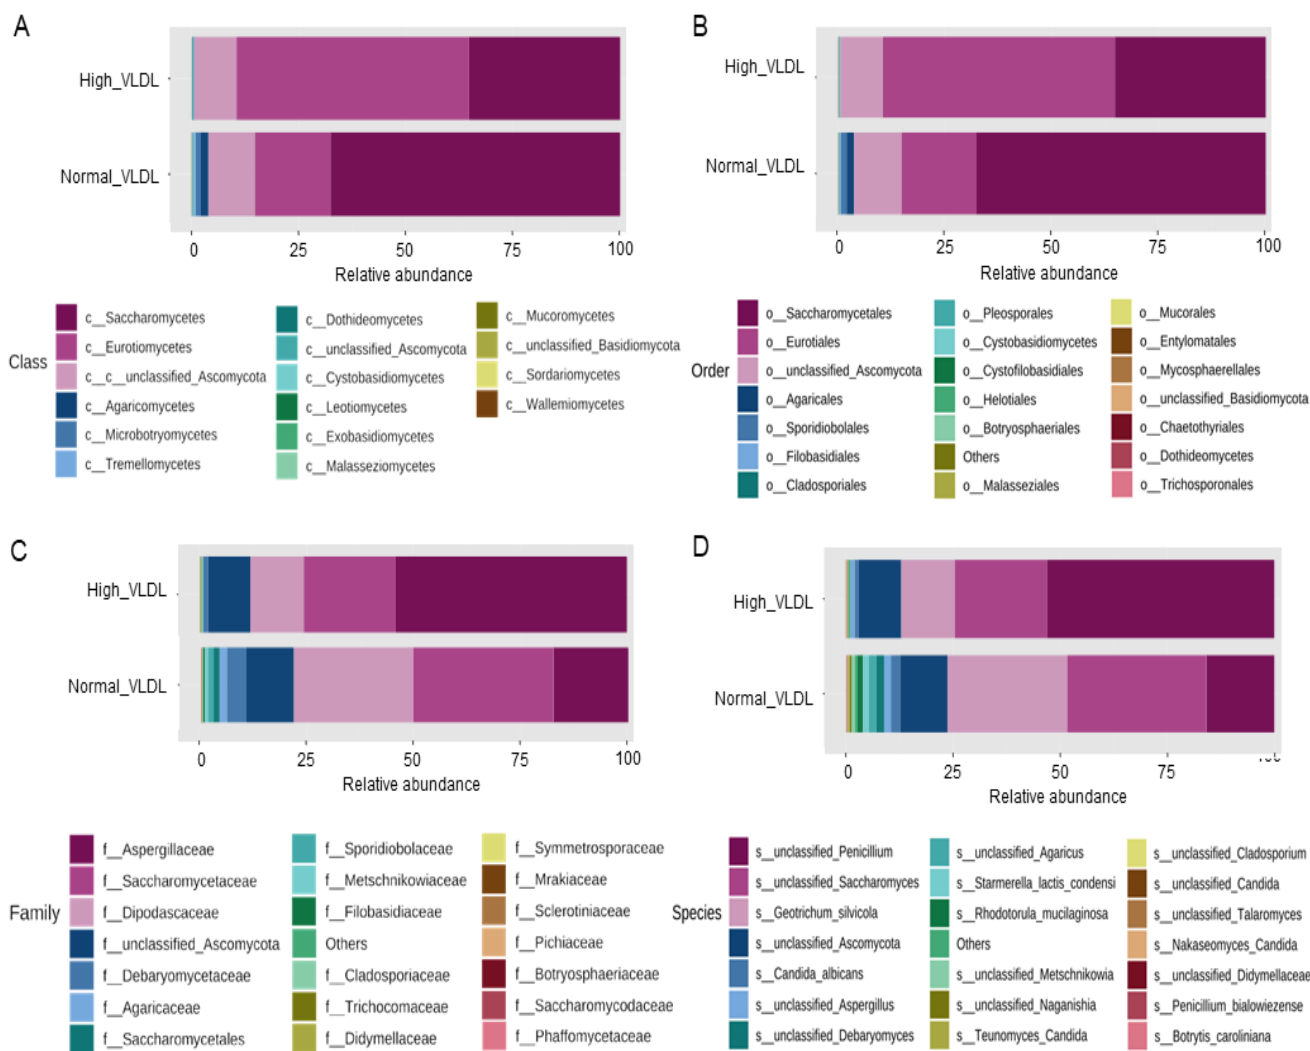 A
High_VLDL
Normal_VLDL
0 25 50 75 100
Relative abundance
Class
c__Saccharomycetes
c__Eurotiomycetes
c__c__unclassified_Ascomycota
c__Agaricomycetes
c__Microbotryomycetes
c__Tremellomycetes
c__Dothideomycetes
c__unclassified_Ascomycota
c__Cystobasidiomycetes
c__Leotiomycetes
c__Exobasidiomycetes
c__Malasseziomycetes
c__Mucoromycetes
c__unclassified_Basidiomycota
c__Sordariomycetes
c__Wallemiomycetes
B
High_VLDL
Normal_VLDL
0 25 50 75 100
Relative abundance
Order
o__Saccharomycetales
o__Eurotiales
o__unclassified_Ascomycota
o__Agaricales
o__Sporidiobolales
o__Filobasidiales
o__Cladosporiales
o__Pleosporales
o__Cystobasidiomycetes
o__Cystofilobasidiales
o__Helotiales
o__Botryosphaeriales
Others
o__Malasseziales
o__Mucorales
o__Entylomatales
o__Mycosphaerellales
o__unclassified_Basidiomycota
o__Chaetothyriales
o__Dothideomycetes
o__Trichosporonales
C
High_VLDL
Normal_VLDL
0 25 50 75 100
Relative abundance
Family
f__Aspergillaceae
f__Saccharomycetaceae
f__Dipodascaceae
f__unclassified_Ascomycota
f__Debaryomycetaceae
f__Agaricaceae
f__Saccharomycetales
f__Sporidiobolaceae
f__Metschnikowiaceae
f__Filobasidiaceae
Others
f__Cladosporiaceae
f__Trichocomaceae
f__Didymellaceae
f__Symmetrosporaceae
f__Mrakiaceae
f__Sclerotiniaceae
f__Pichiaceae
f__Botryosphaeriaceae
f__Saccharomycodaceae
f__Phaffomycetaceae
D
High_VLDL
Normal_VLDL
0 25 50 75
Relative abundance
Species
s__unclassified_Penicillium
s__unclassified_Saccharomyces
s__Geotrichum_silvicola
s__unclassified_Ascomycota
s__Candida_albicans
s__unclassified_Aspergillus
s__unclassified_Debaryomyces
s__unclassified_Agaricus
s__Starmerella_lactis_condensi
s__Rhodotorula_mucilaginosa
Others
s__unclassified_Metschnikowia
s__unclassified_Naganishia
s__Teunomyces_Candida
s__unclassified_Cladosporium
s__unclassified_Candida
s__unclassified_Talaromyces
s__Nakaseomyces_Candida
s__unclassified_Didymellaceae
s__Penicillium_bialowiezense
s__Botrytis_caroliniana